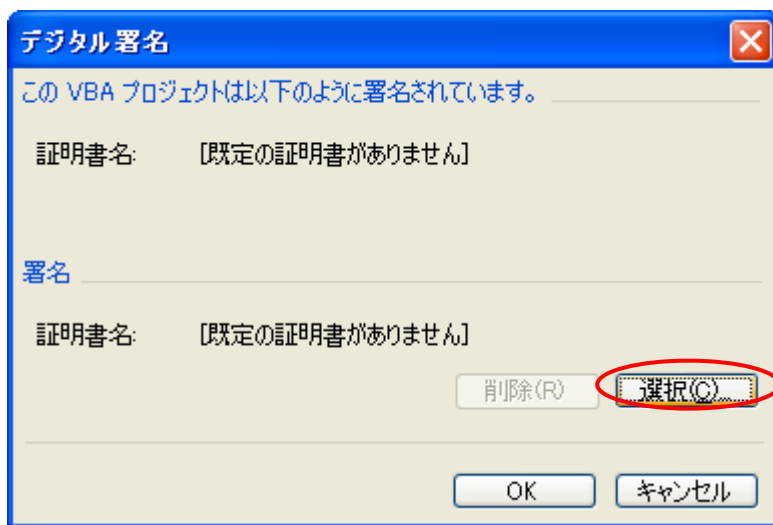 デジタル署名
この VBA プロジェクトは以下のように署名されています。
証明書名: [既定の証明書がありません]
署名
証明書名: [既定の証明書がありません]
削除(R) 選択(C)...
OK キャンセル